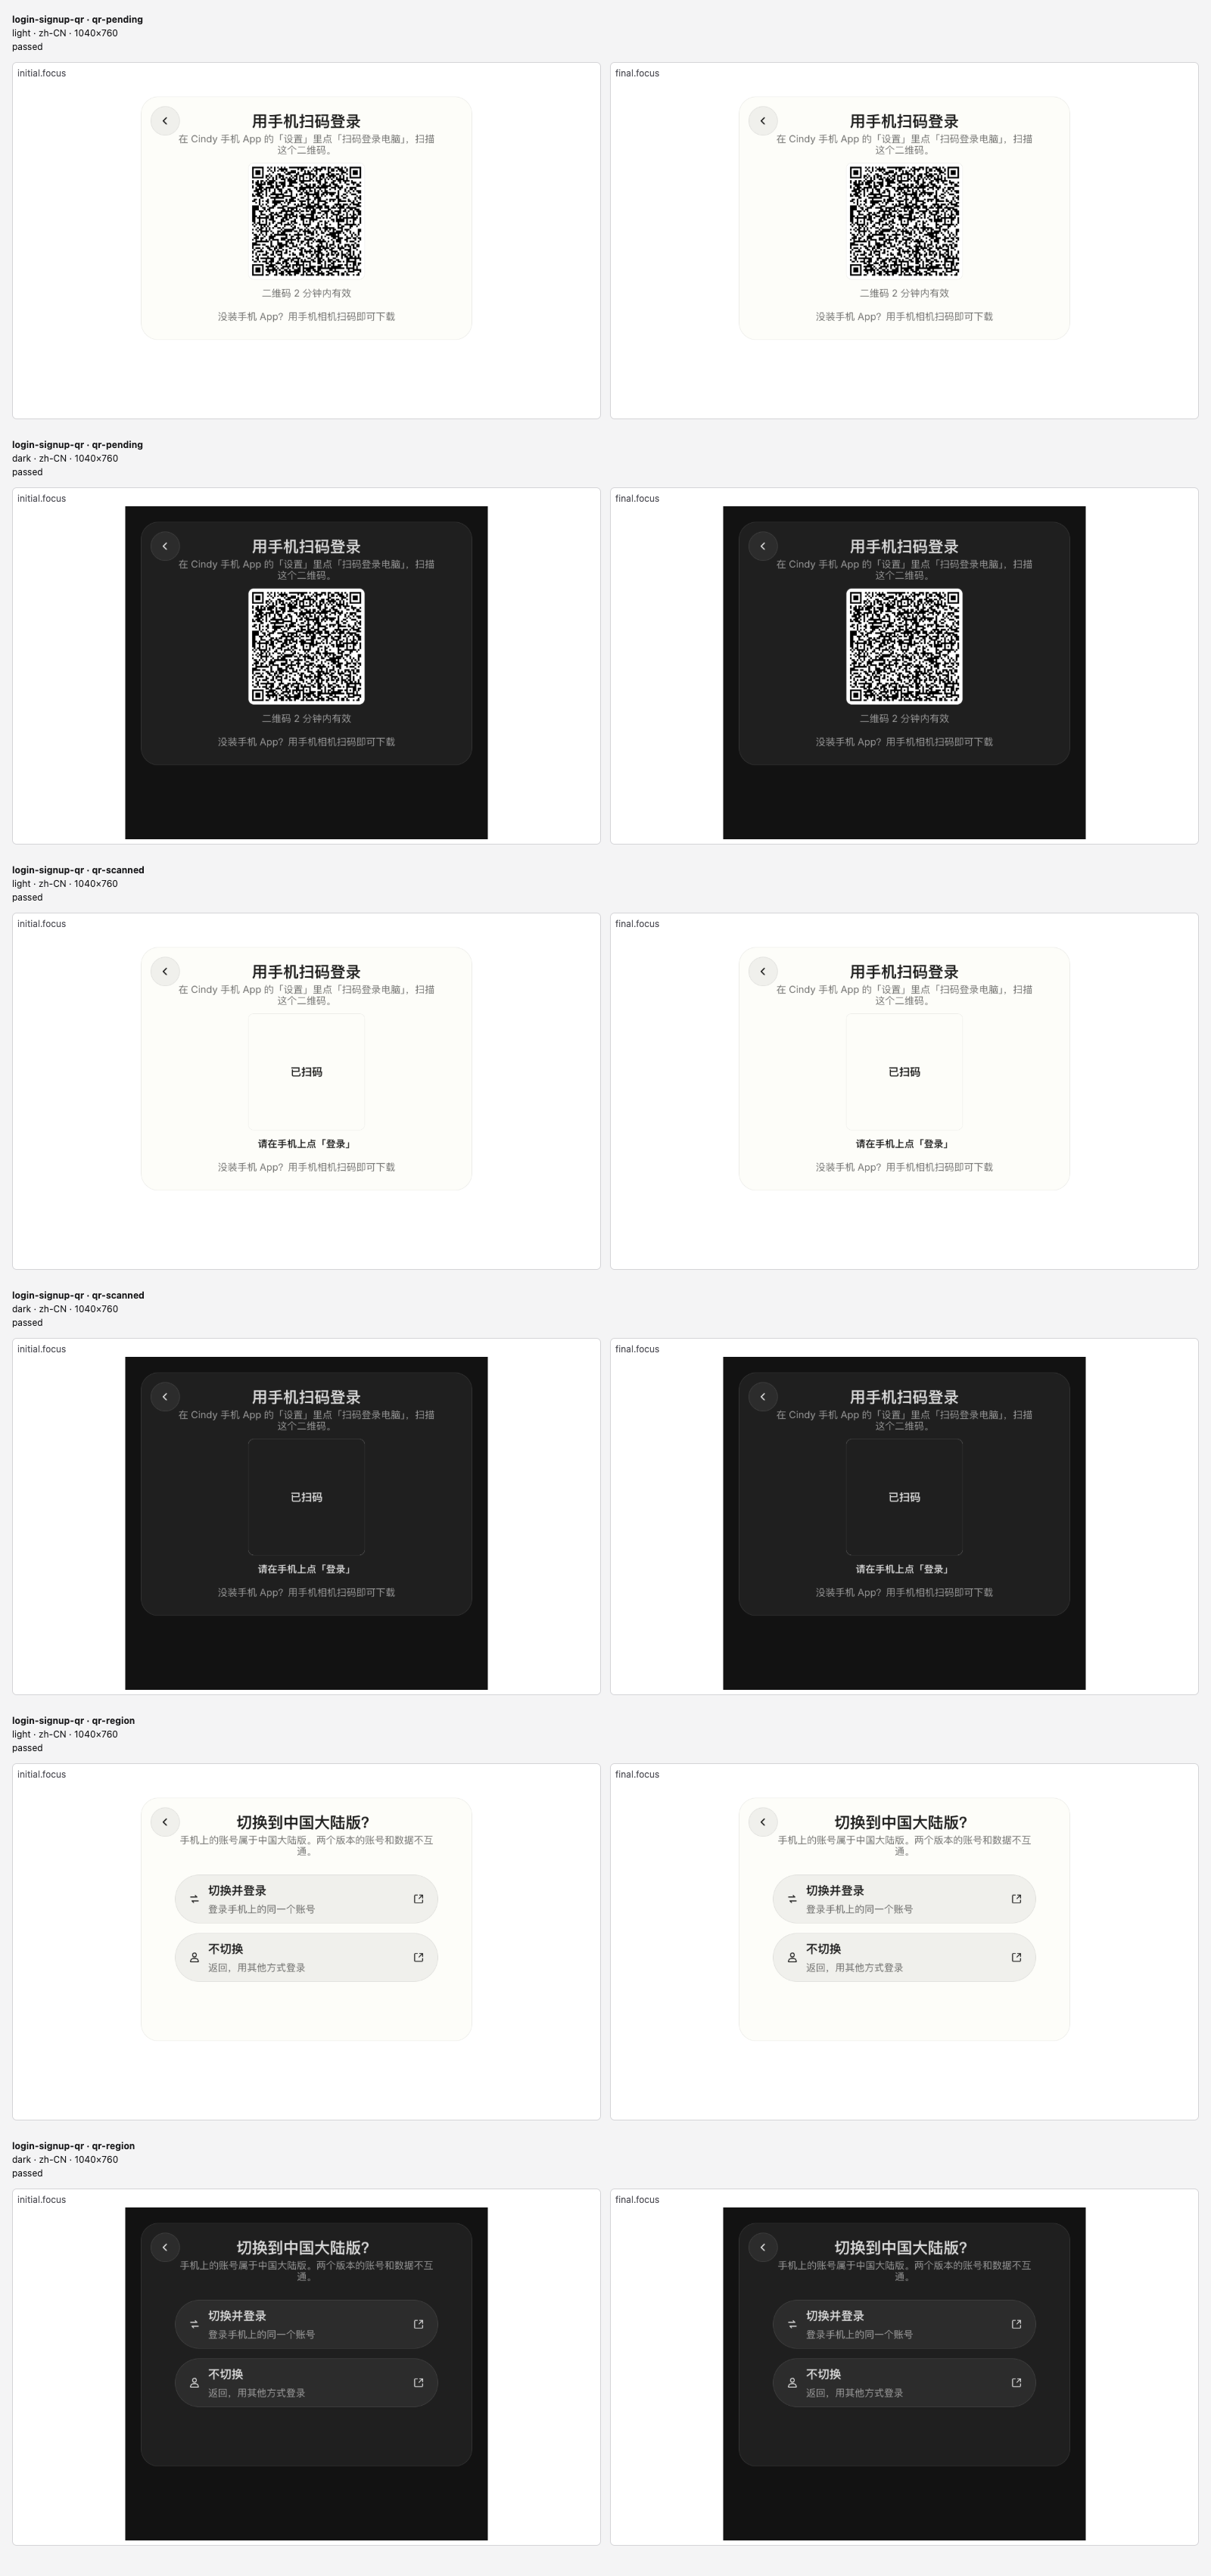 login-signup-qr · qr-pending
light · zh-CN · 1040×760
passed
initial.focus
用手机扫码登录
在 Cindy 手机 App 的「设置」里点「扫码登录电脑」，扫描
这个二维码。
二维码 2 分钟内有效
没装手机 App？用手机相机扫码即可下载
final.focus
用手机扫码登录
在 Cindy 手机 App 的「设置」里点「扫码登录电脑」，扫描
这个二维码。
二维码 2 分钟内有效
没装手机 App？用手机相机扫码即可下载
login-signup-qr · qr-pending
dark · zh-CN · 1040×760
passed
initial.focus
用手机扫码登录
在 Cindy 手机 App 的「设置」里点「扫码登录电脑」，扫描
这个二维码。
二维码 2 分钟内有效
没装手机 App？用手机相机扫码即可下载
final.focus
用手机扫码登录
在 Cindy 手机 App 的「设置」里点「扫码登录电脑」，扫描
这个二维码。
二维码 2 分钟内有效
没装手机 App？用手机相机扫码即可下载
login-signup-qr · qr-scanned
light · zh-CN · 1040×760
passed
initial.focus
用手机扫码登录
在 Cindy 手机 App 的「设置」里点「扫码登录电脑」，扫描
这个二维码。
已扫码
请在手机上点「登录」
没装手机 App？用手机相机扫码即可下载
final.focus
用手机扫码登录
在 Cindy 手机 App 的「设置」里点「扫码登录电脑」，扫描
这个二维码。
已扫码
请在手机上点「登录」
没装手机 App？用手机相机扫码即可下载
login-signup-qr · qr-scanned
dark · zh-CN · 1040×760
passed
initial.focus
用手机扫码登录
在 Cindy 手机 App 的「设置」里点「扫码登录电脑」，扫描
这个二维码。
已扫码
请在手机上点「登录」
没装手机 App？用手机相机扫码即可下载
final.focus
用手机扫码登录
在 Cindy 手机 App 的「设置」里点「扫码登录电脑」，扫描
这个二维码。
已扫码
请在手机上点「登录」
没装手机 App？用手机相机扫码即可下载
login-signup-qr · qr-region
light · zh-CN · 1040×760
passed
initial.focus
切换到中国大陆版?
手机上的账号属于中国大陆版。两个版本的账号和数据不互
通。
切换并登录
登录手机上的同一个账号
不切换
返回，用其他方式登录
final.focus
切换到中国大陆版?
手机上的账号属于中国大陆版。两个版本的账号和数据不互
通。
切换并登录
登录手机上的同一个账号
不切换
返回，用其他方式登录
login-signup-qr · qr-region
dark · zh-CN · 1040×760
passed
initial.focus
切换到中国大陆版?
手机上的账号属于中国大陆版。两个版本的账号和数据不互
通。
切换并登录
登录手机上的同一个账号
不切换
返回，用其他方式登录
final.focus
切换到中国大陆版?
手机上的账号属于中国大陆版。两个版本的账号和数据不互
通。
切换并登录
登录手机上的同一个账号
不切换
返回，用其他方式登录